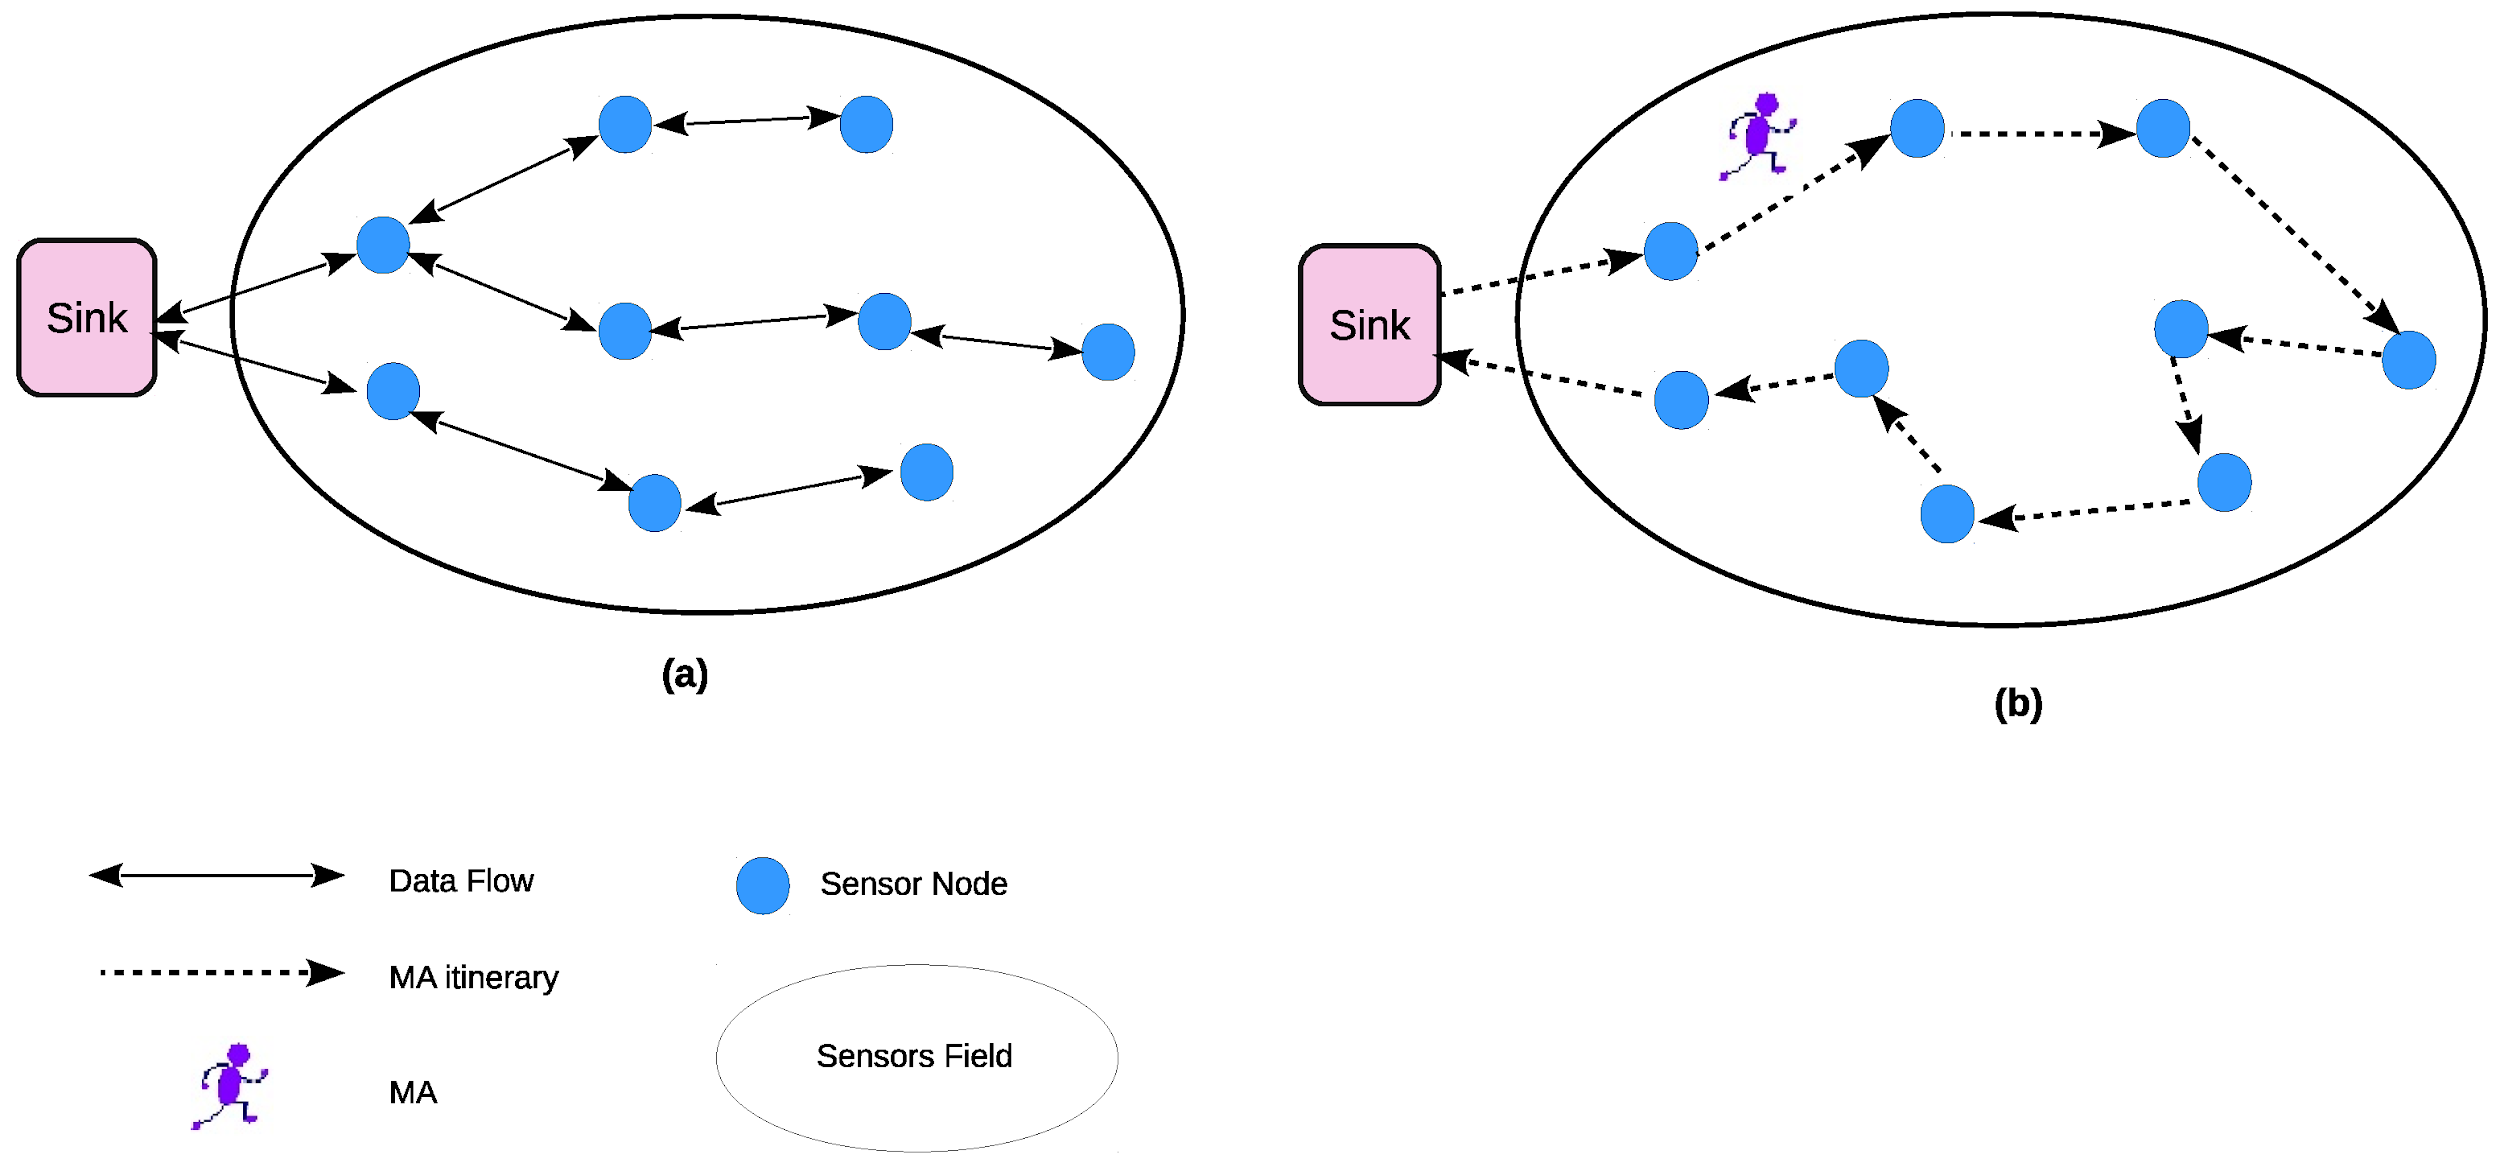 Sink
Sink
(a)
(b)
Data Flow
Sensor Node
MA itinerary
Sensors Field
MA